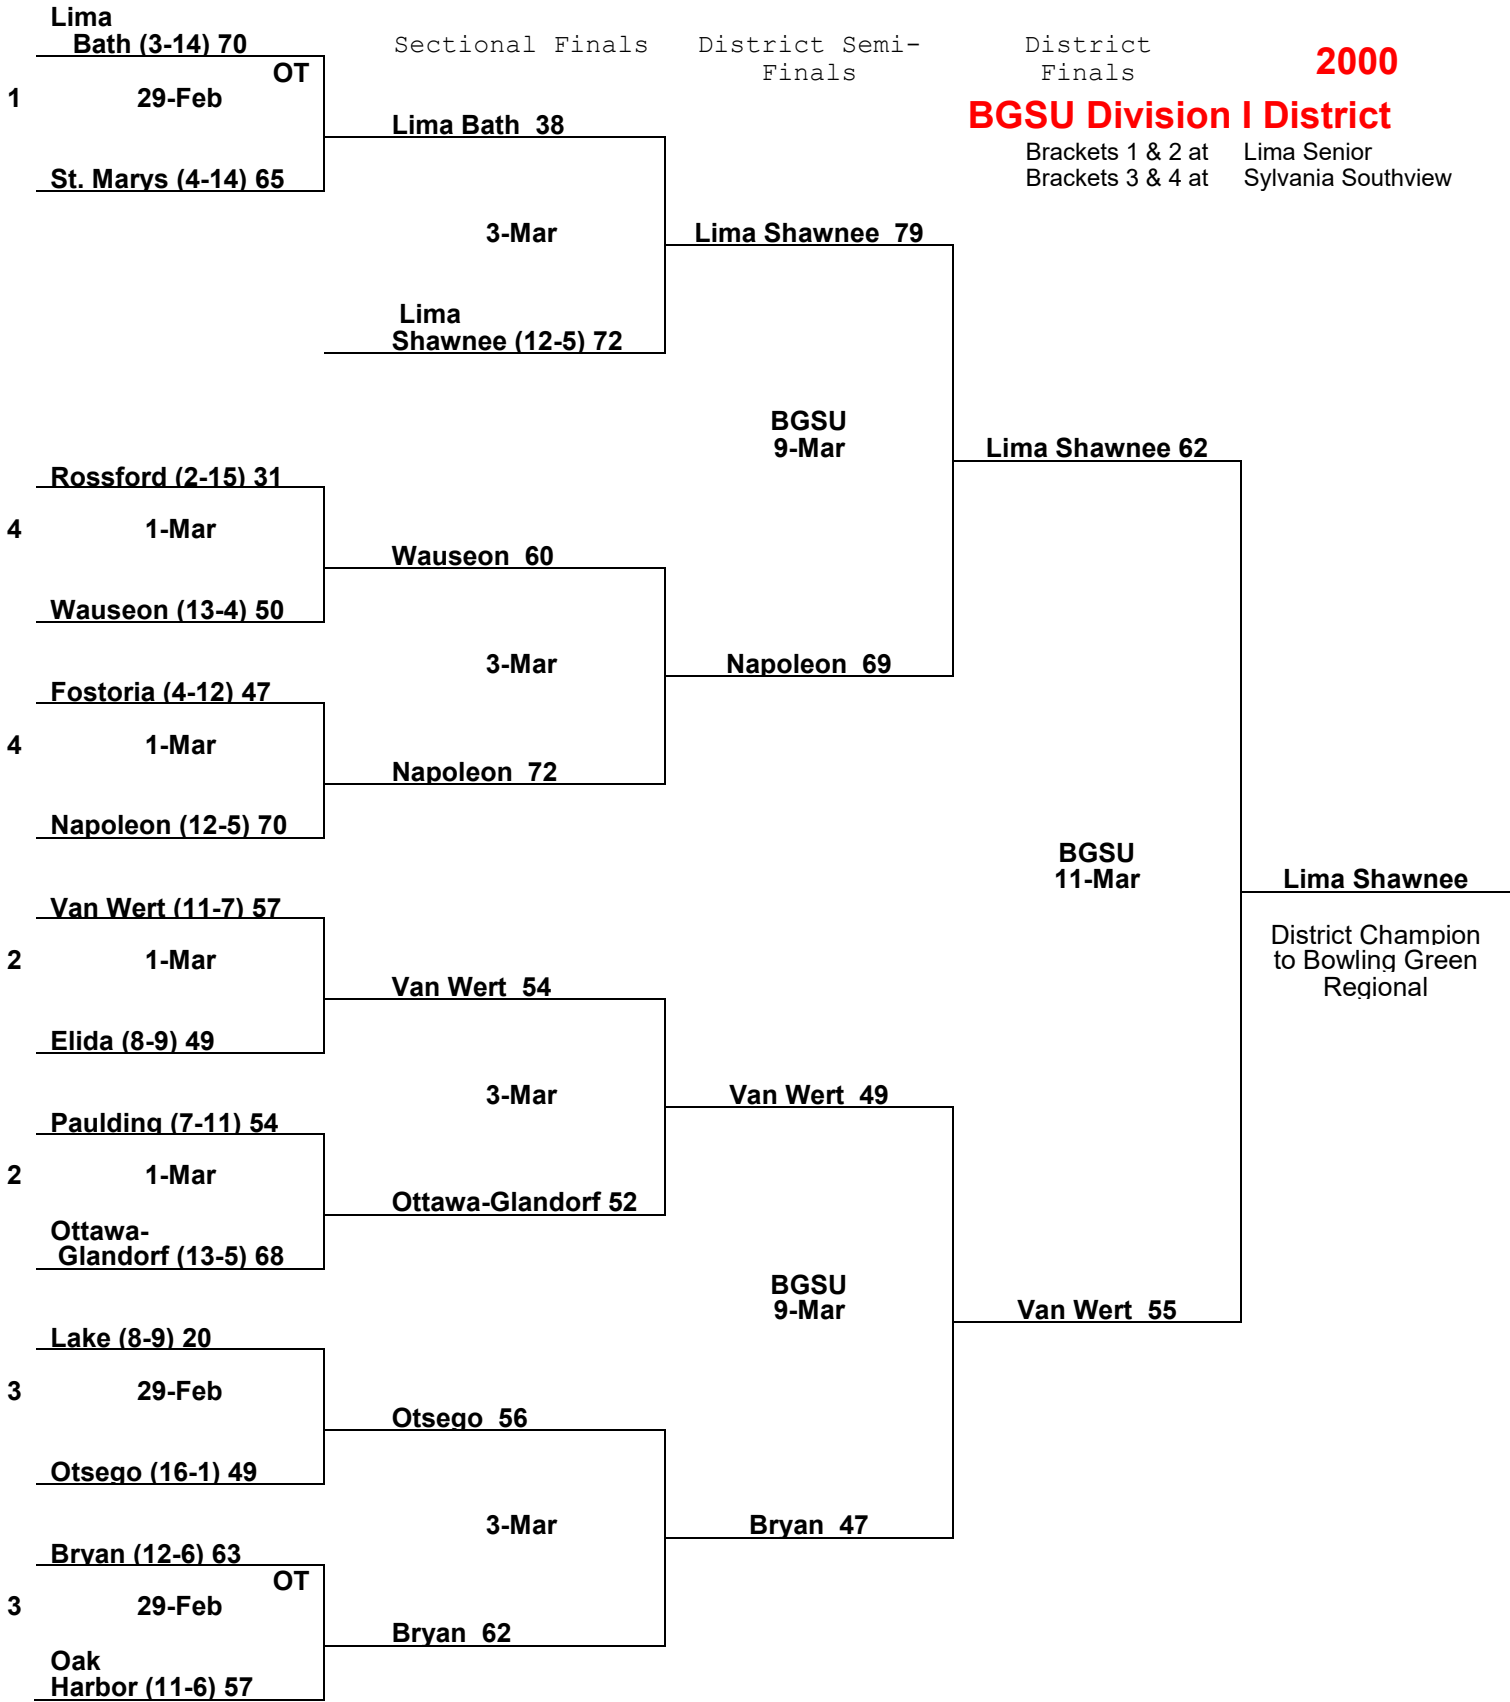 Lima
Bath (3-14) 70
Sectional Finals
District Semi-
Finals
District
Finals
2000
OT
1
29-Feb
BGSU Division I District
Lima Bath 38
Brackets 1 & 2 at Lima Senior
St. Marys (4-14) 65
Brackets 3 & 4 at Sylvania Southview
3-Mar
Lima Shawnee 79
Lima
Shawnee (12-5) 72
BGSU
9-Mar
Lima Shawnee 62
Rossford (2-15) 31
4
1-Mar
Wauseon 60
Wauseon (13-4) 50
3-Mar
Napoleon 69
Fostoria (4-12) 47
4
1-Mar
Napoleon 72
Napoleon (12-5) 70
BGSU
11-Mar
Lima Shawnee
Van Wert (11-7) 57
District Champion
to Bowling Green
Regional
2
1-Mar
Van Wert 54
Elida (8-9) 49
3-Mar
Van Wert 49
Paulding (7-11) 54
2
1-Mar
Ottawa-Glandorf 52
Ottawa-
Glandorf (13-5) 68
BGSU
9-Mar
Van Wert 55
Lake (8-9) 20
3
29-Feb
Otsego 56
Otsego (16-1) 49
3-Mar
Bryan 47
Bryan (12-6) 63
OT
3
29-Feb
Bryan 62
Oak
Harbor (11-6) 57